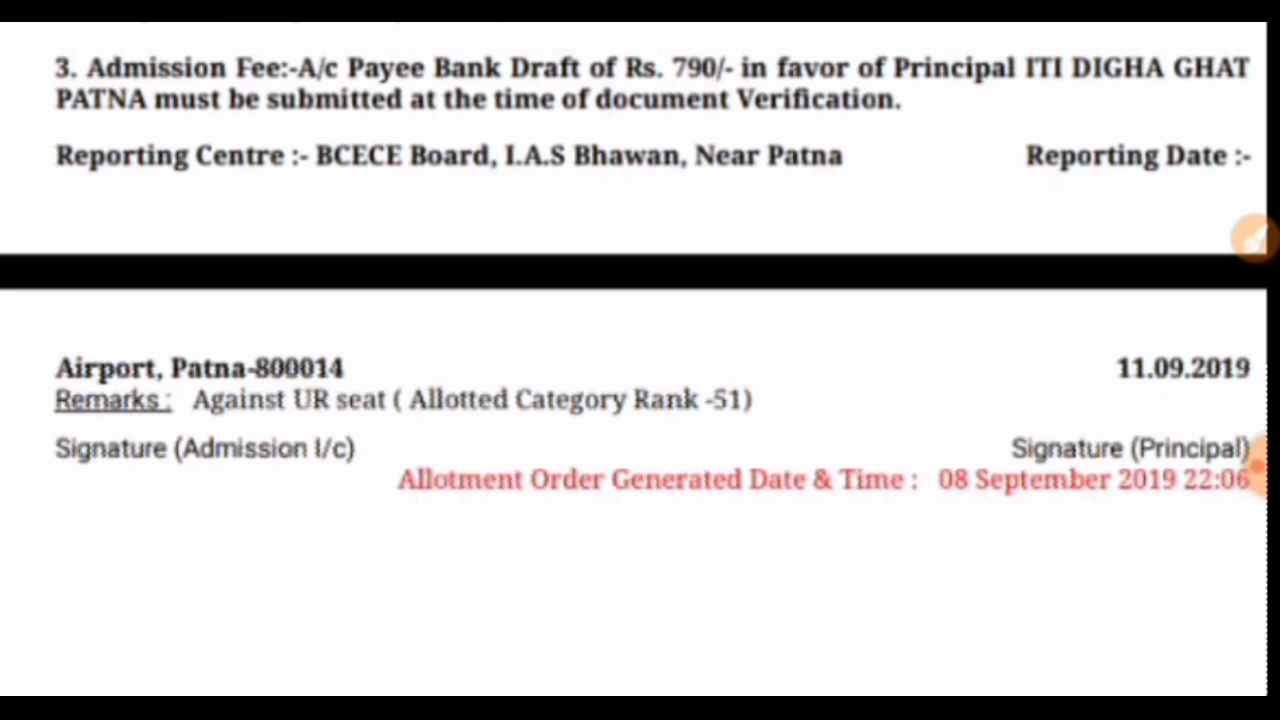 3. Admission Fee:-A/c Payee Bank Draft of Rs. 790/- in favor of Principal ITI DIGHA GHAT
PATNA must be submitted at the time of document Verification.
Reporting Centre :- BCECE Board, I.A.S Bhawan, Near Patna Reporting Date :-
Airport, Patna-800014 11.09.2019
Remarks : Against UR seat ( Allotted Category Rank -51)
Signature (Admission I/c) Signature (Principal)
Allotment Order Generated Date & Time : 08 September 2019 22:06